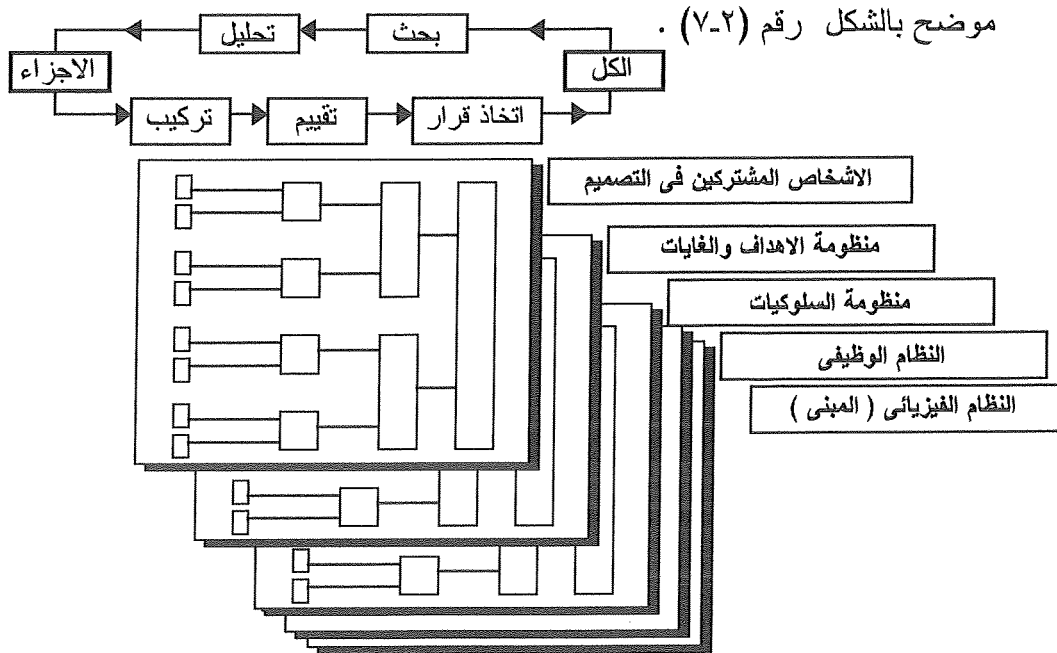 موضح بالشكل رقم (٢-٧) .
بحث
تحليل
الكل
الاجزاء
تركيب
تقييم
اتخاذ قرار
الاشخاص المشتركين فى التصميم
منظومة الاهداف والغايات
منظومة السلوكيات
النظام الوظيفى
النظام الفيزيائى ( المبنى )